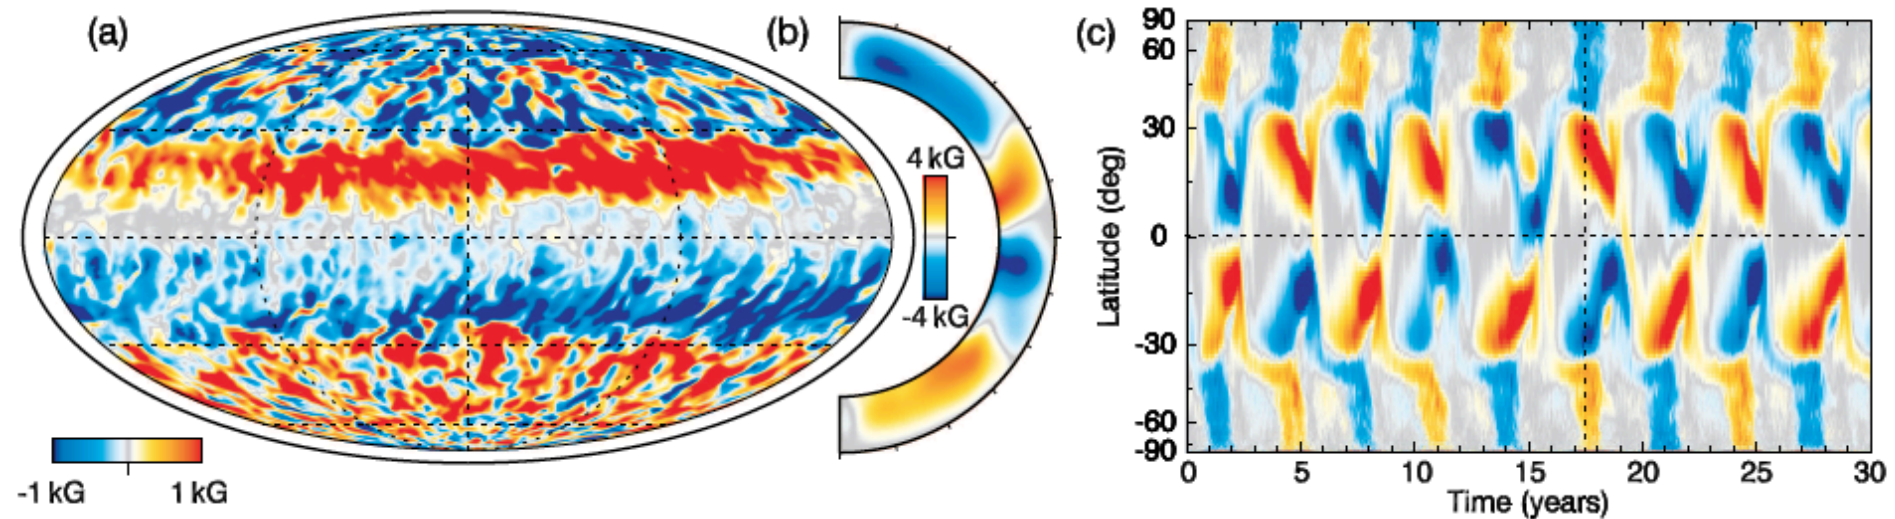 (a)
-1 kG 1 kG
(b)
4 kG
-4 kG
(c)
Latitude (deg)
90
60
30
0
-30
-60
-90
0 5 10 15 20 25 30
Time (years)